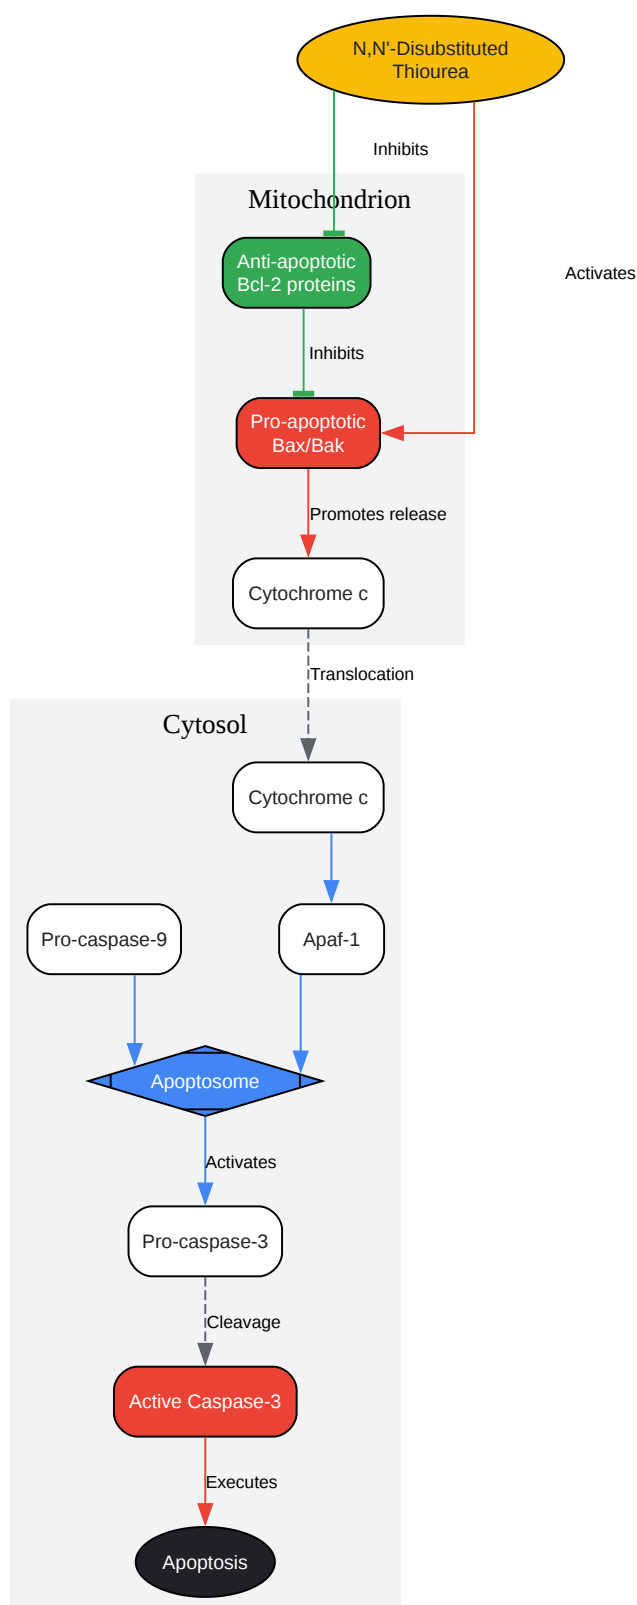 N,N'-Disubstituted
Thiourea
Inhibits
Mitochondrion
Anti-apoptotic
Bcl-2 proteins
Activates
Inhibits
Pro-apoptotic
Bax/Bak
Promotes release
Cytochrome c
Translocation
Cytosol
Cytochrome c
Pro-caspase-9
Apaf-1
Apoptosome
Activates
Pro-caspase-3
Cleavage
Active Caspase-3
Executes
Apoptosis